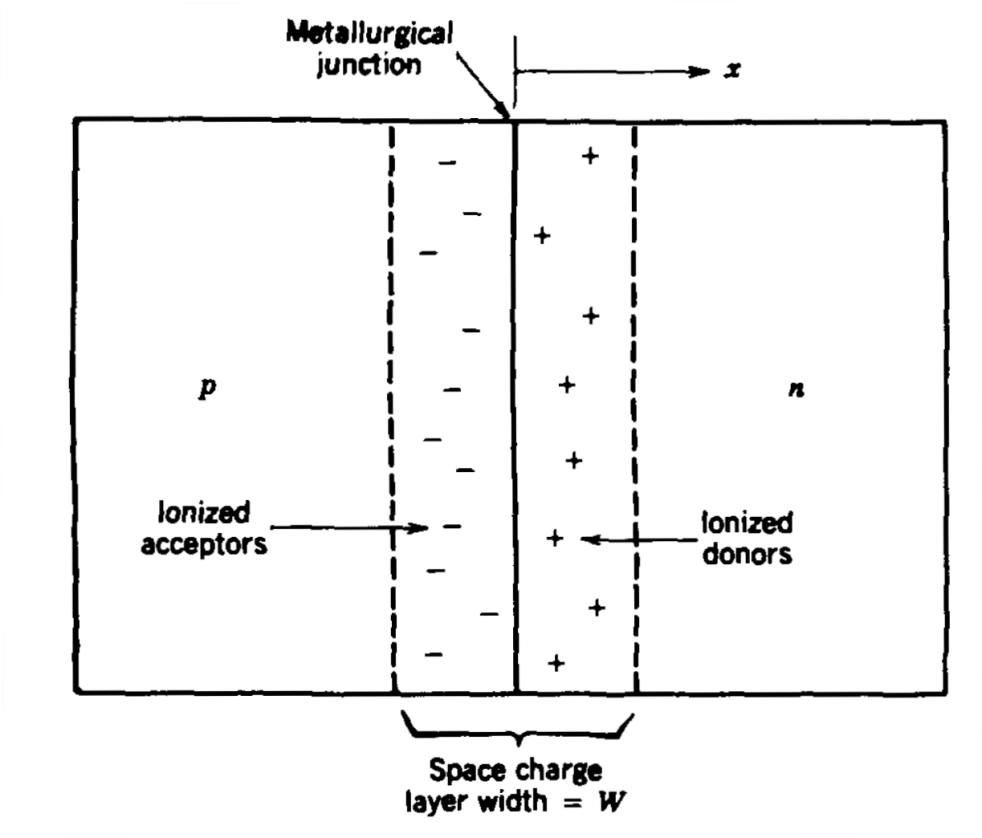 Metallurgical
junction
x
p
n
Ionized
acceptors
Ionized
donors
Space charge
layer width = W